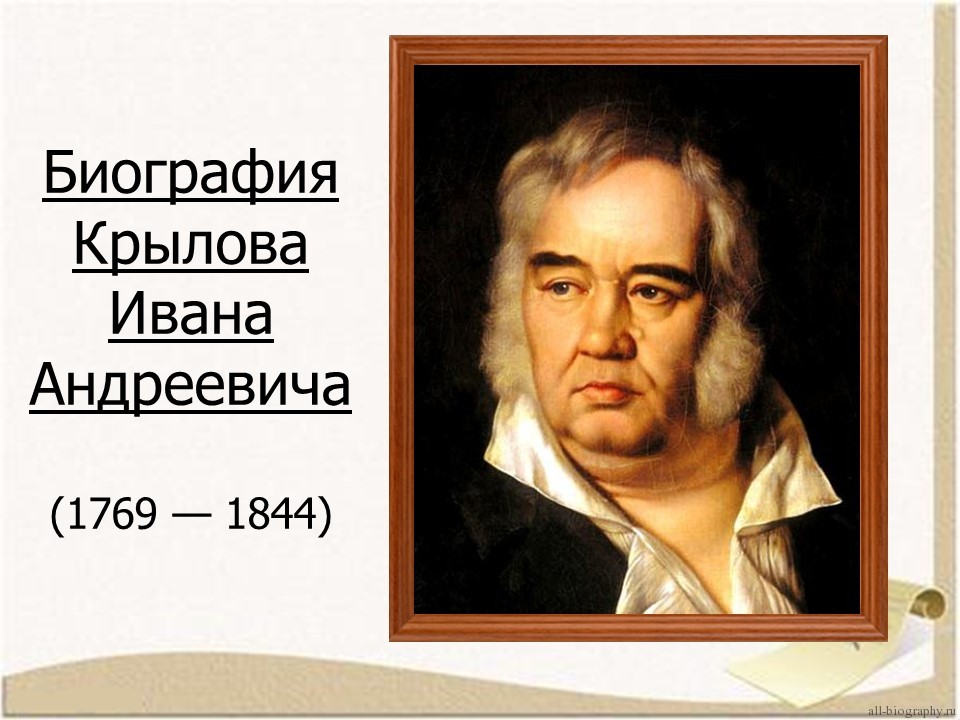 Биография
Крылова
Ивана
Андреевича
(1769 — 1844)
all-biography.ru